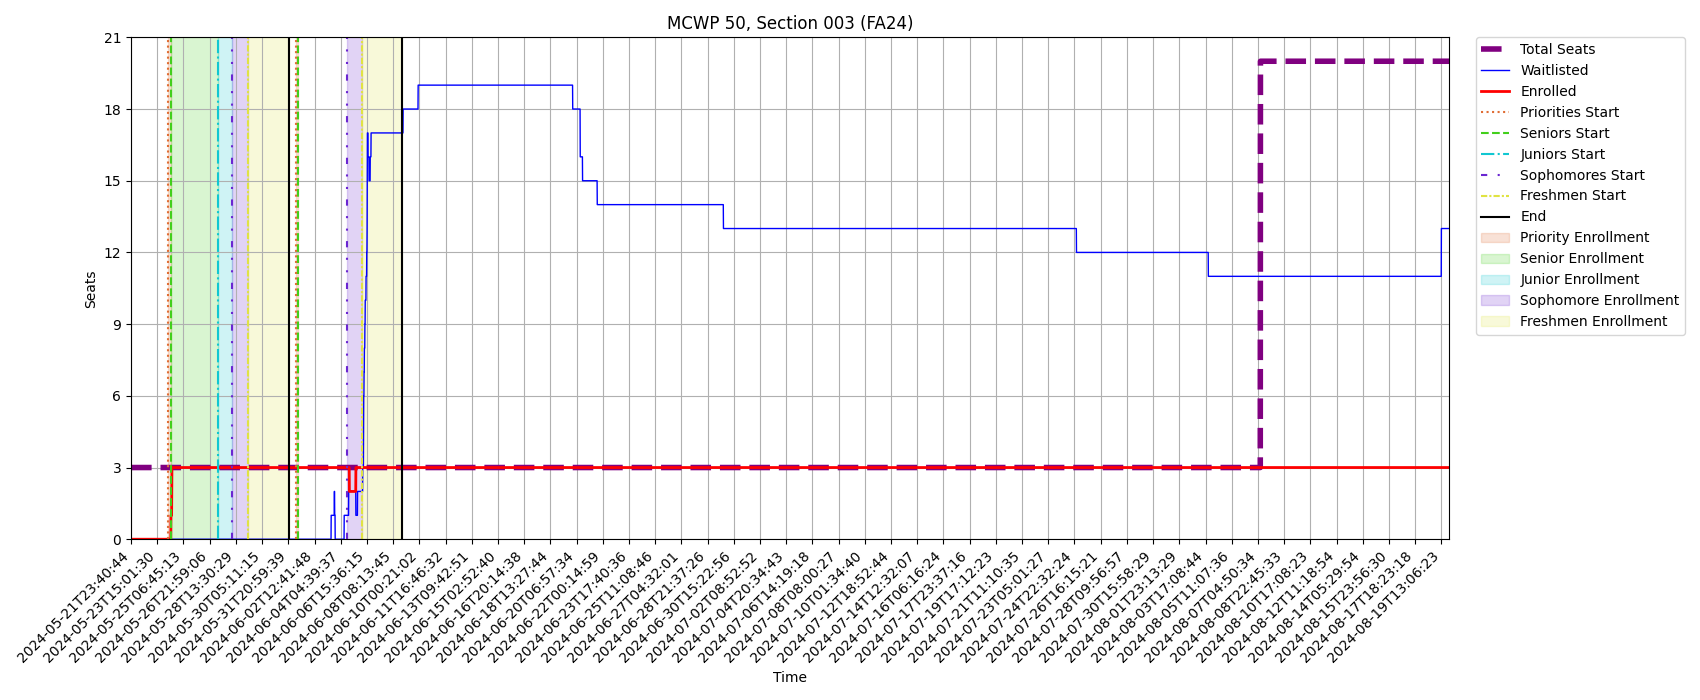 MCWP 50, Section 003 (FA24)
21
18
15
12
9
6
3
0
Seats
2024-05-21T23:40:44
2024-05-23T15:01:30
2024-05-25T06:45:13
2024-05-26T21:59:06
2024-05-28T13:30:29
2024-05-30T05:11:15
2024-05-31T20:59:39
2024-06-02T12:41:48
2024-06-04T04:39:37
2024-06-06T15:36:15
2024-06-08T08:13:45
2024-06-10T00:21:02
2024-06-11T16:46:32
2024-06-13T09:42:51
2024-06-15T02:52:40
2024-06-16T20:14:38
2024-06-18T13:27:44
2024-06-20T06:57:34
2024-06-22T00:14:59
2024-06-23T17:40:36
2024-06-25T11:08:46
2024-06-27T04:32:01
2024-06-28T21:37:26
2024-06-30T15:22:56
2024-07-02T08:52:52
2024-07-04T20:34:43
2024-07-06T14:19:18
2024-07-08T08:00:27
2024-07-10T01:34:40
2024-07-12T18:52:44
2024-07-14T12:32:07
2024-07-16T06:16:24
2024-07-17T23:37:16
2024-07-19T17:12:23
2024-07-21T11:10:35
2024-07-23T05:01:27
2024-07-24T22:32:24
2024-07-26T16:15:21
2024-07-28T09:56:57
2024-07-30T15:58:29
2024-08-01T23:13:29
2024-08-03T17:08:44
2024-08-05T11:07:36
2024-08-07T04:50:34
2024-08-08T22:45:33
2024-08-10T17:08:23
2024-08-12T11:18:54
2024-08-14T05:29:54
2024-08-15T23:56:30
2024-08-17T18:23:18
2024-08-19T13:06:23
Time
Total Seats
Waitlisted
Enrolled
Priorities Start
Seniors Start
Juniors Start
Sophomores Start
Freshmen Start
End
Priority Enrollment
Senior Enrollment
Junior Enrollment
Sophomore Enrollment
Freshmen Enrollment